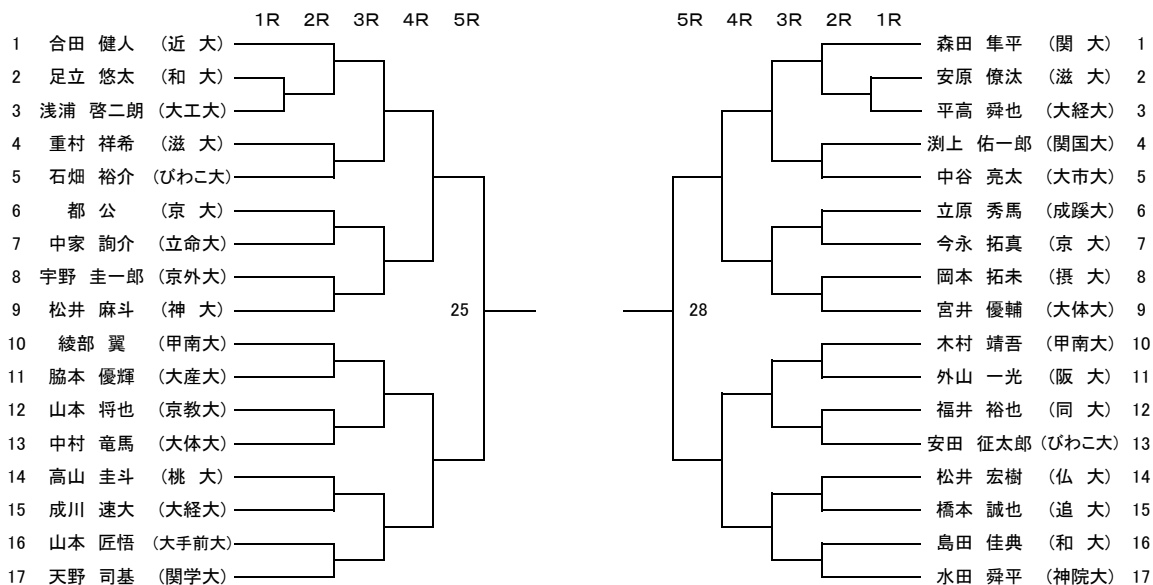 1R 2R 3R 4R 5R
1 合田 健人 (近 大)
2 足立 悠太 (和 大)
3 浅浦 啓二朗 (大工大)
4 重村 祥希 (滋 大)
5 石畑 裕介 (びわこ大)
6 都 公 (京 大)
7 中家 詢介 (立命大)
8 宇野 圭一郎 (京外大)
9 松井 麻斗 (神 大)
25
10 綾部 翼 (甲南大)
11 脇本 優輝 (大産大)
12 山本 将也 (京教大)
13 中村 竜馬 (大体大)
14 高山 圭斗 (桃 大)
15 成川 速大 (大経大)
16 山本 匠悟 (大手前大)
17 天野 司基 (関学大)
5R 4R 3R 2R 1R
森田 隼平 (関 大) 1
安原 僚汰 (滋 大) 2
平高 舜也 (大経大) 3
渕上 佑一郎 (関国大) 4
中谷 亮太 (大市大) 5
立原 秀馬 (成蹊大) 6
今永 拓真 (京 大) 7
岡本 拓未 (摂 大) 8
28
宮井 優輔 (大体大) 9
木村 靖吾 (甲南大) 10
外山 一光 (阪 大) 11
福井 裕也 (同 大) 12
安田 征太郎 (びわこ大) 13
松井 宏樹 (仏 大) 14
橋本 誠也 (追 大) 15
島田 佳典 (和 大) 16
水田 舜平 (神院大) 17